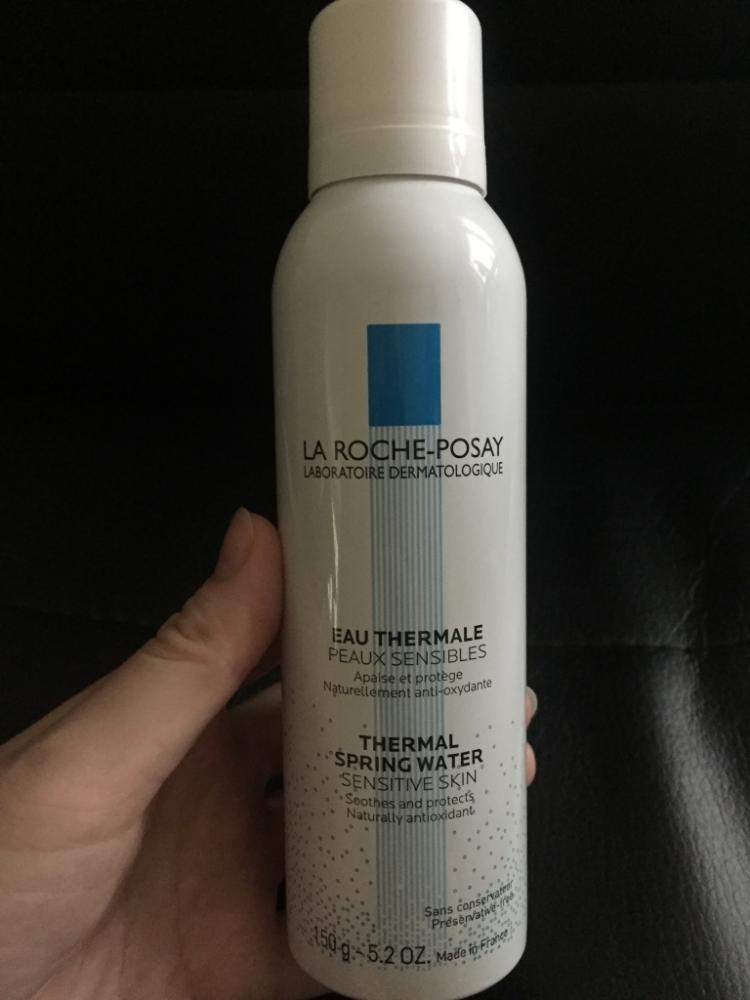 LA ROCHE-POSAY
LABORATOIRE DERMATOLOGIQUE
EAU THERMALE
PEAUX SENSIBLES
Apaise et protège
Naturellement anti-oxydante
THERMAL
SPRING WATER
SENSITIVE SKIN
Soothes and protects
Naturally antioxidant
Sans conservateur
Preservative-free
150 g - 5.2 OZ. Made in France